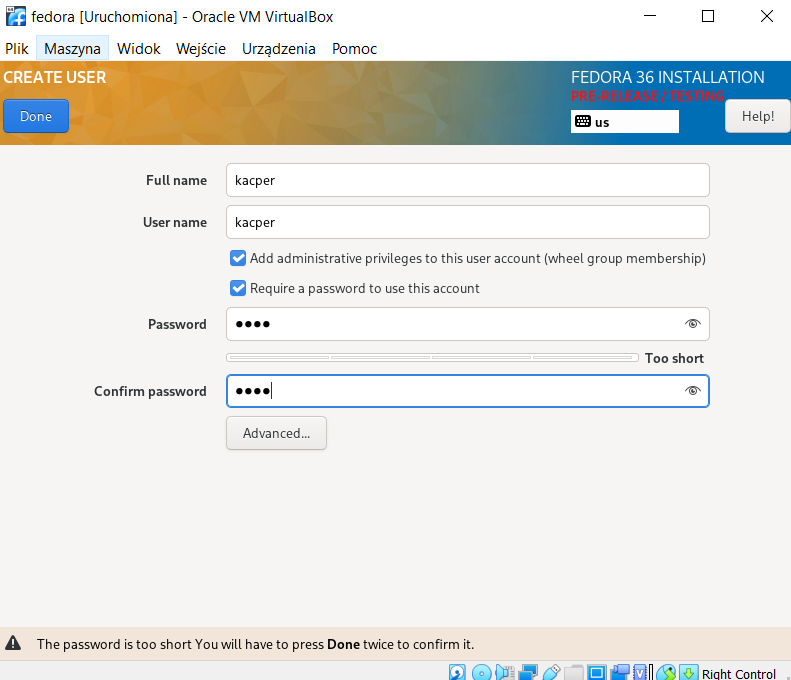 fedora [Uruchomiona] - Oracle VM VirtualBox
Plik Maszyna Widok Wejście Urządzenia Pomoc
CREATE USER
FEDORA 36 INSTALLATION
PRE-RELEASE / TESTING
Done
us
Help!
Full name
kacper
User name
kacper
Add administrative privileges to this user account (wheel group membership)
Require a password to use this account
Password
●●●●
Too short
Confirm password
●●●●
Advanced...
The password is too short You will have to press Done twice to confirm it.
Right Control